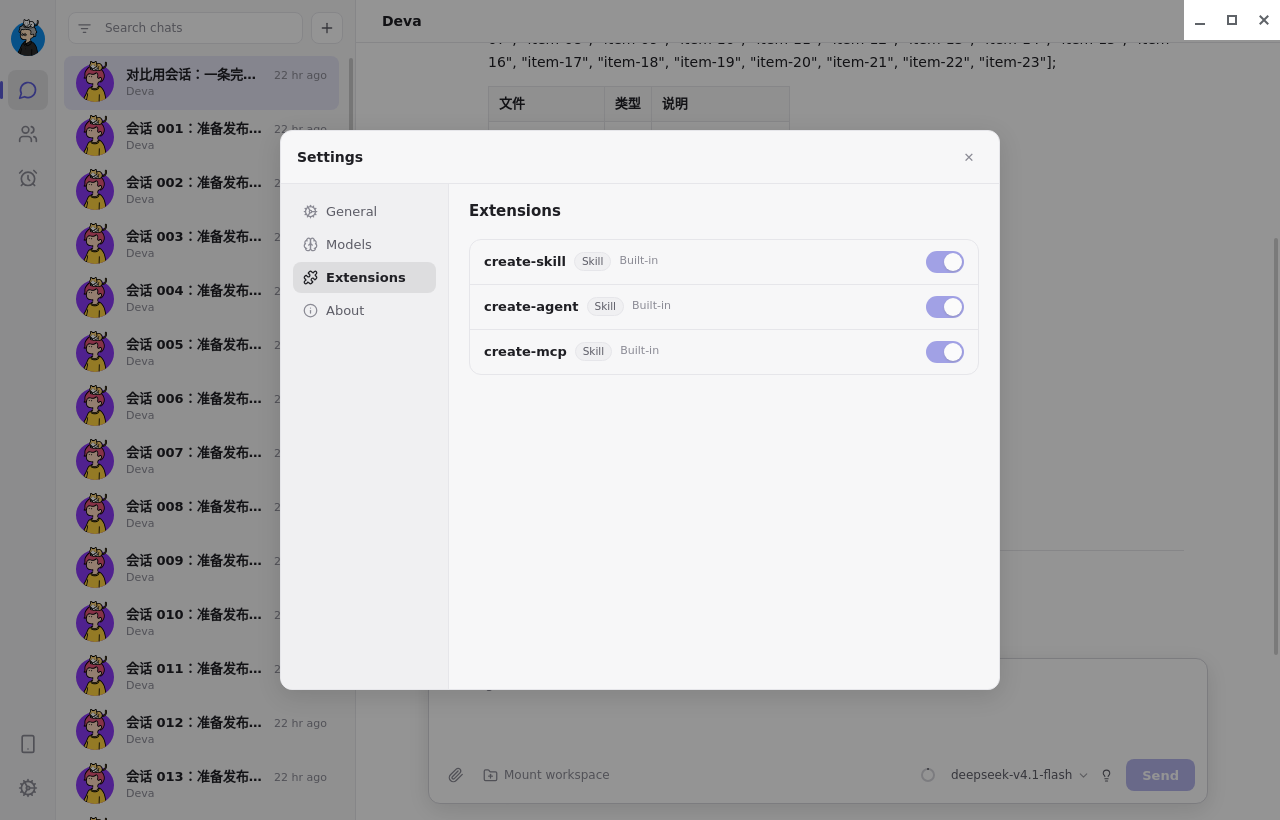 Search chats
Deva
对比用会话：一条完... 22 hr ago
Deva
会话 001：准备发布... 22 hr ago
Deva
会话 002：准备发布...
Deva
会话 003：准备发布...
Deva
会话 004：准备发布...
Deva
会话 005：准备发布...
Deva
会话 006：准备发布...
Deva
会话 007：准备发布...
Deva
会话 008：准备发布...
Deva
会话 009：准备发布...
Deva
会话 010：准备发布...
Deva
会话 011：准备发布...
Deva
会话 012：准备发布... 22 hr ago
Deva
会话 013：准备发布... 22 hr ago
Deva
16", "item-17", "item-18", "item-19", "item-20", "item-21", "item-22", "item-23"];
文件 类型 说明
Settings
General
Models
Extensions
About
Extensions
create-skill Skill Built-in
create-agent Skill Built-in
create-mcp Skill Built-in
Mount workspace
deepseek-v4.1-flash
Send